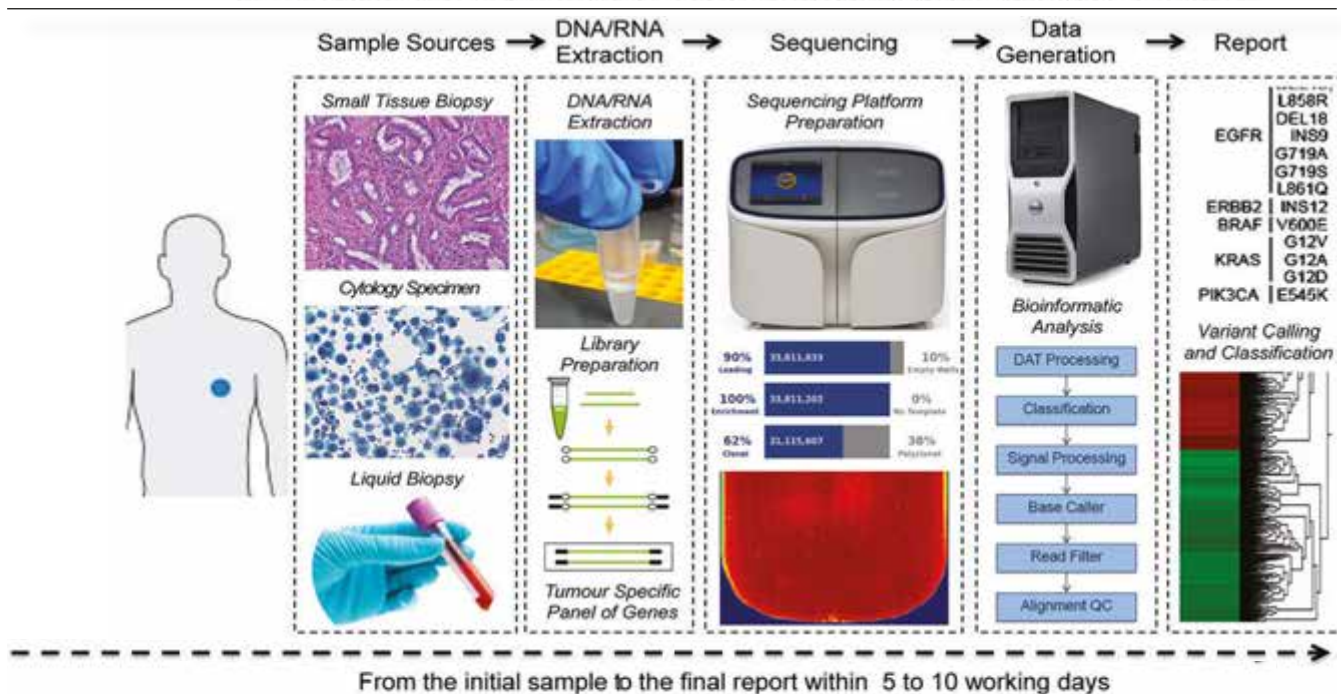 Sample Sources
DNA/RNA
Extraction
Sequencing
Data
Generation
Report
Small Tissue Biopsy
Cytology Specimen
Liquid Biopsy
DNA/RNA
Extraction
Library
Preparation
Tumour Specific
Panel of Genes
Sequencing Platform
Preparation
90%
Loading
10%
Empty Wells
100%
Enrichment
0%
No Template
62%
Clonal
38%
Polyclonal
Bioinformatic
Analysis
DAT Processing
Classification
Signal Processing
Base Caller
Read Filter
Alignment QC
L858R
DEL18
EGFR INS9
G719A
G719S
L861Q
ERBB2 INS12
BRAF V600E
G12V
KRAS G12A
G12D
PIK3CA E545K
Variant Calling
and Classification
From the initial sample to the final report within 5 to 10 working days